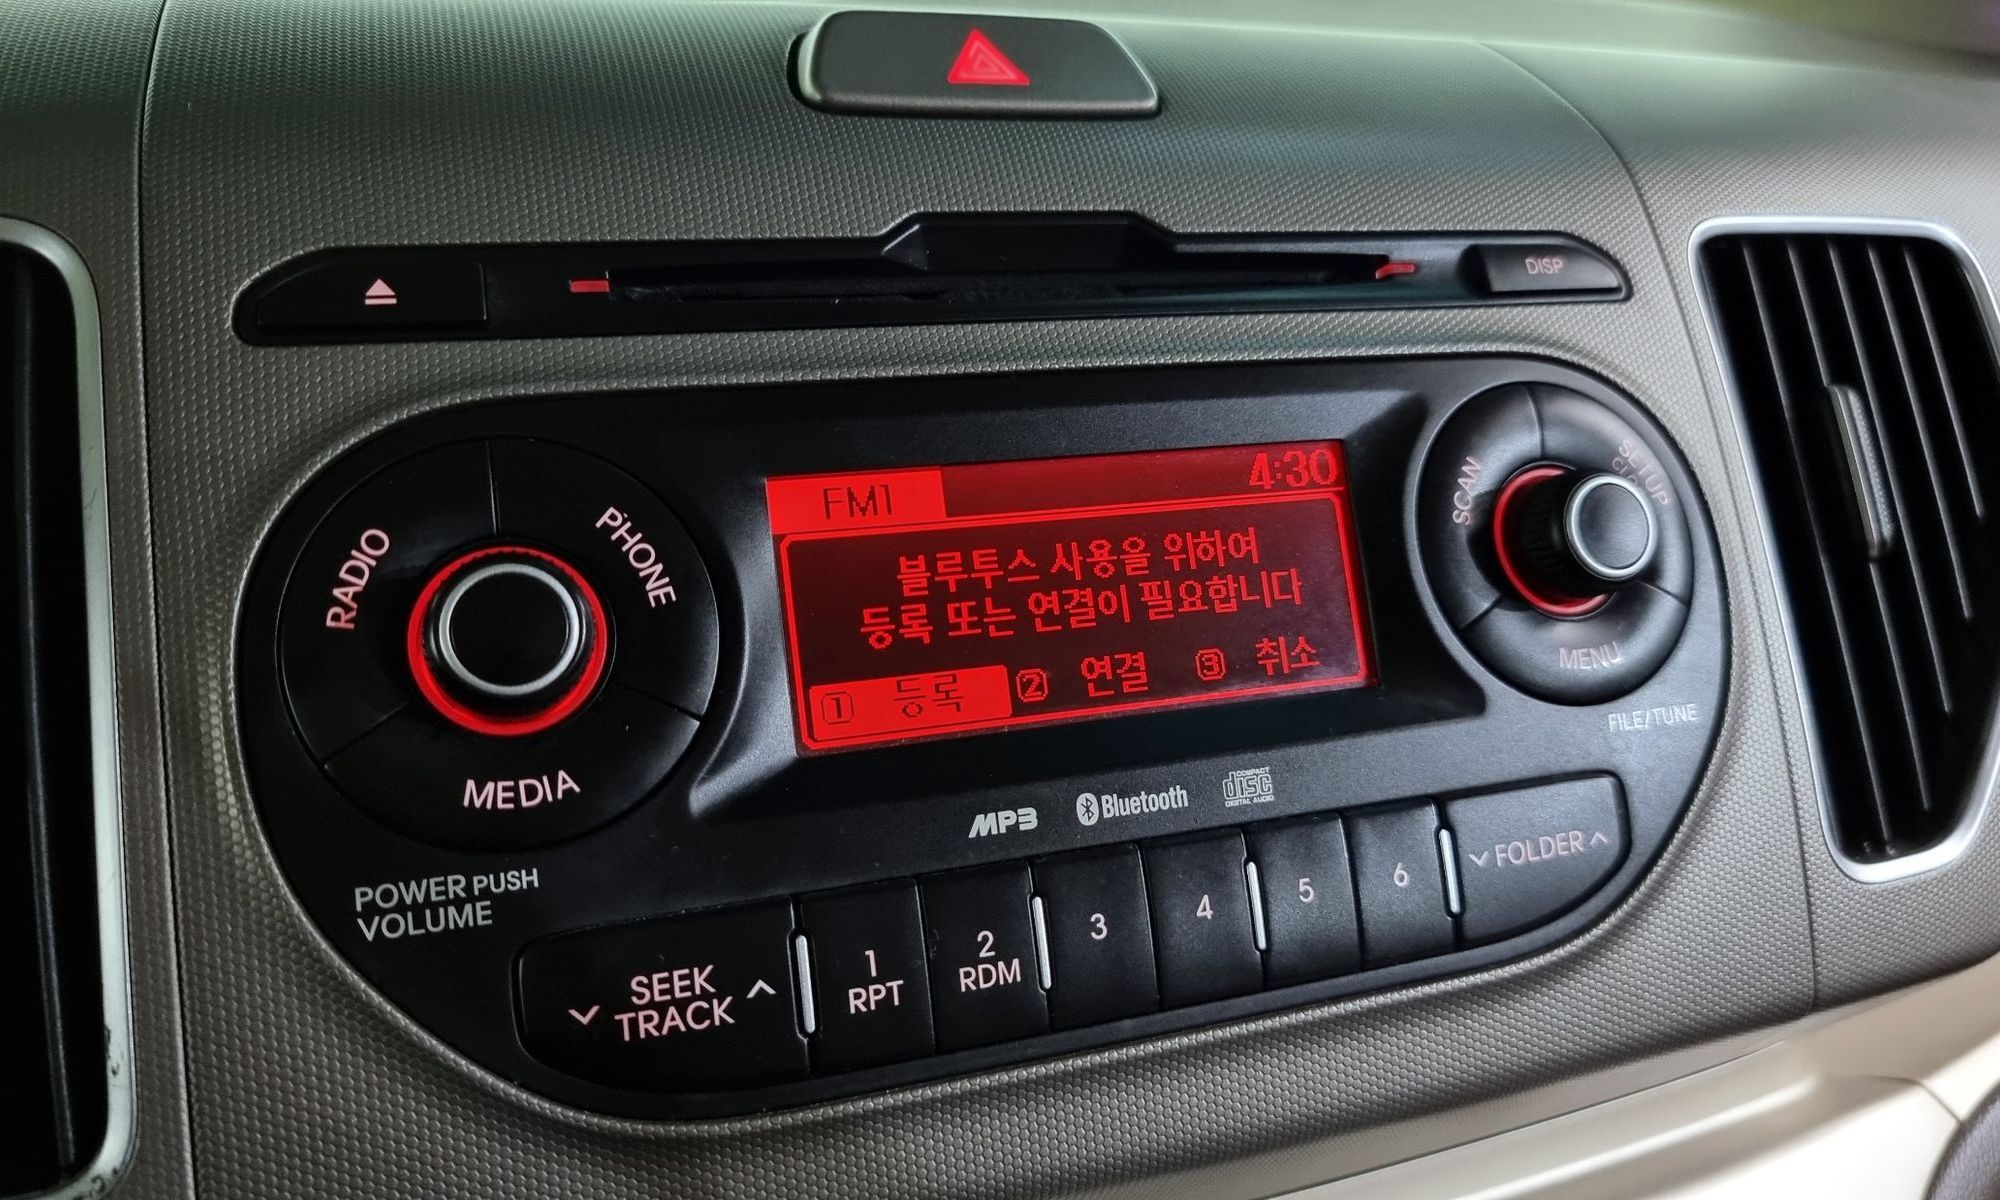 DISP
FM1
4:30
블루투스 사용을 위하여
등록 또는 연결이 필요합니다
① 등록 ② 연결 ③ 취소
RADIO
PHONE
MEDIA
SCAN
SETUP
MENU
FILE/TUNE
POWER PUSH
VOLUME
MP3 Bluetooth COMPACT disc DIGITAL AUDIO
SEEK
TRACK
1
RPT
2
RDM
3
4
5
6
FOLDER